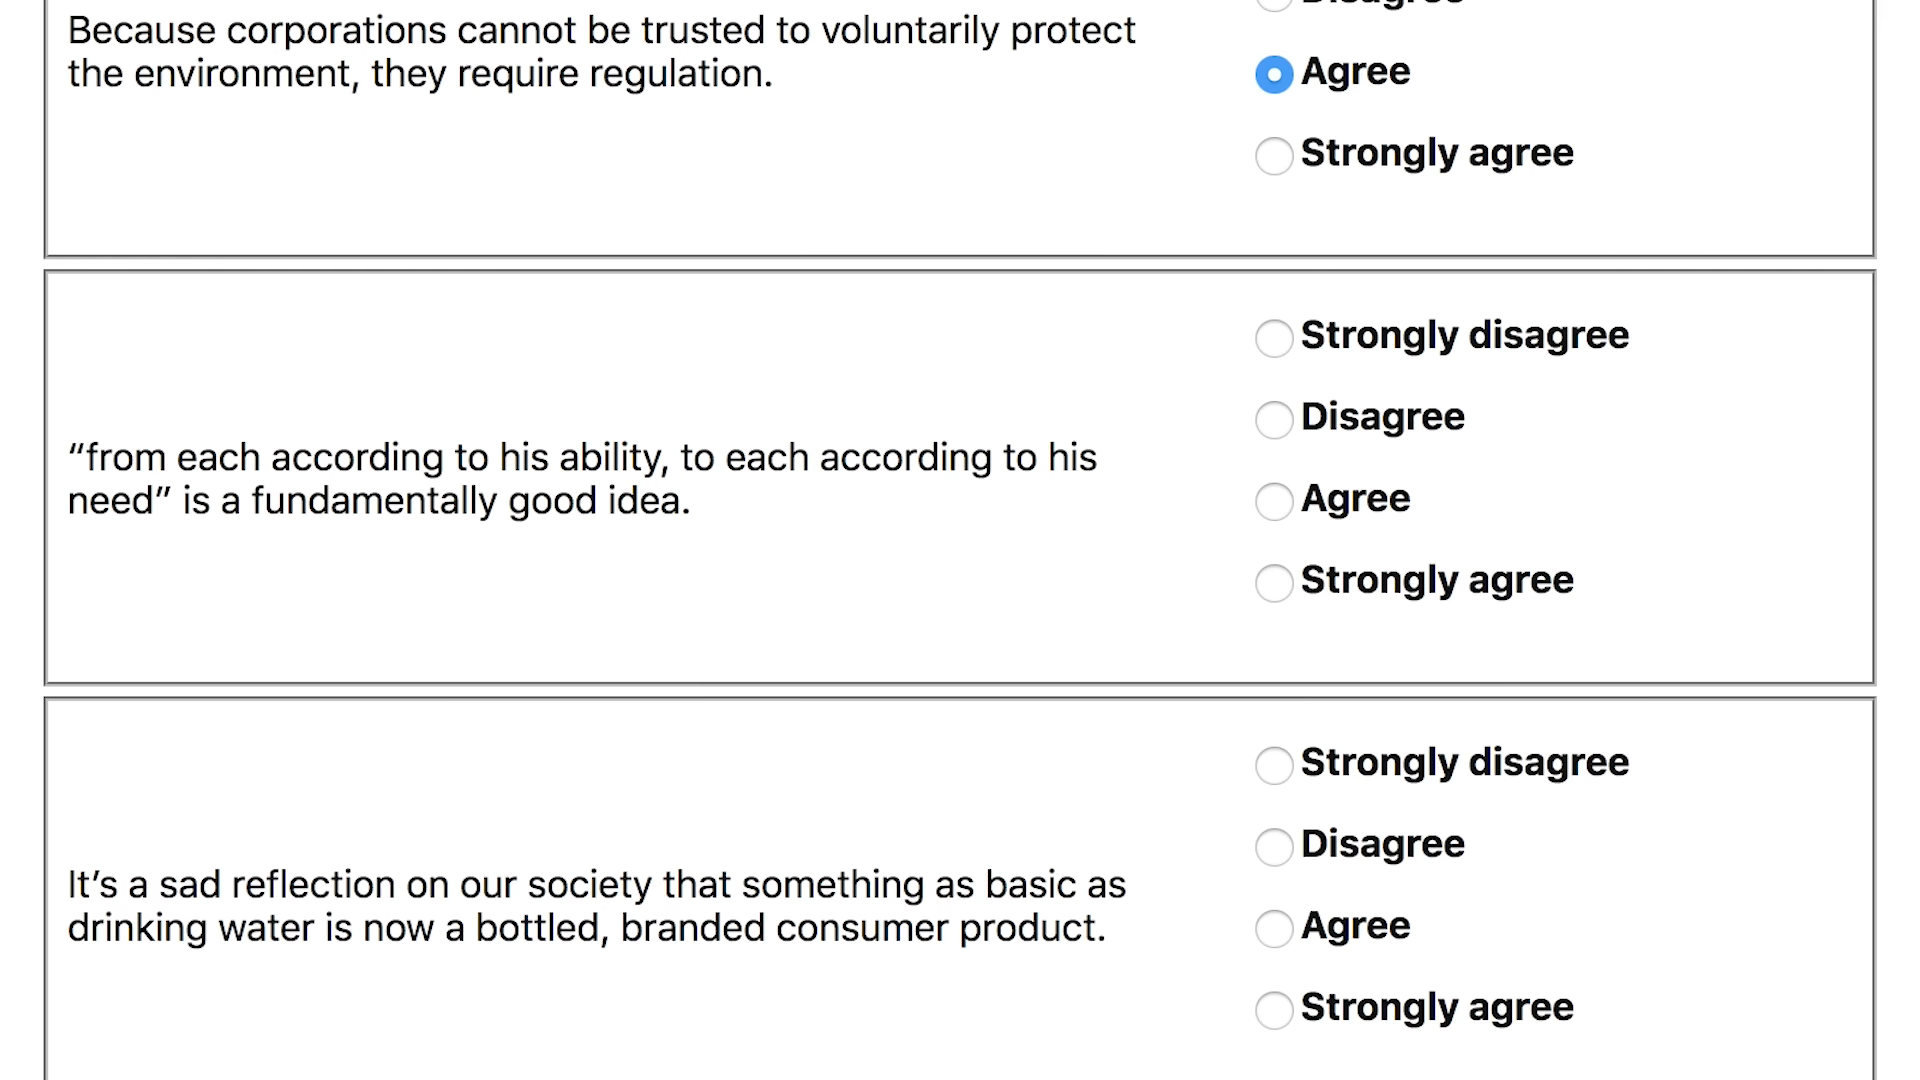 Disagree
Because corporations cannot be trusted to voluntarily protect
the environment, they require regulation.
Agree
Strongly agree
Strongly disagree
Disagree
“from each according to his ability, to each according to his
need” is a fundamentally good idea.
Agree
Strongly agree
Strongly disagree
Disagree
It’s a sad reflection on our society that something as basic as
drinking water is now a bottled, branded consumer product.
Agree
Strongly agree